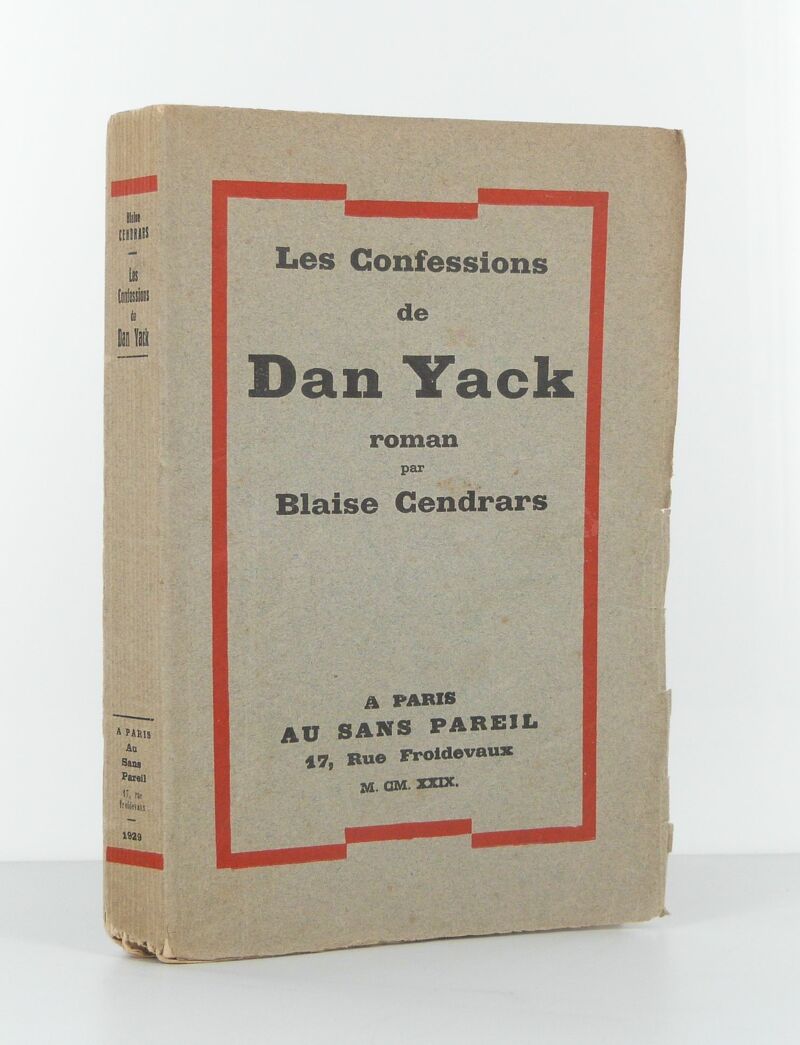 Blaise
CENDRARS
Les
Confessions
de
Dan Yack
A PARIS
Au
Sans
Pareil
17, rue
Froidevaux
1929
Les Confessions
de
Dan Yack
roman
par
Blaise Cendrars
A PARIS
AU SANS PAREIL
17, Rue Froidevaux
M. CM. XXIX.